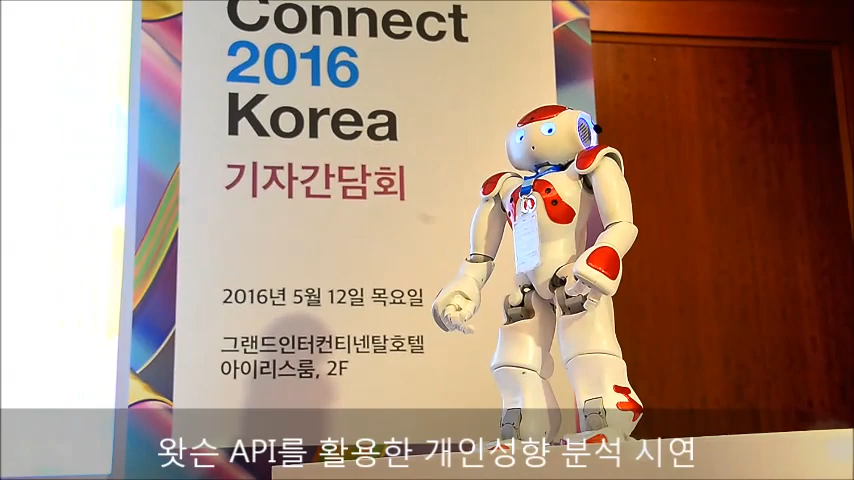 Connect
2016
Korea
기자간담회
2016년 5월 12일 목요일
그랜드인터컨티넨탈호텔
아이리스룸, 2F
왓슨 API를 활용한 개인성향 분석 시연